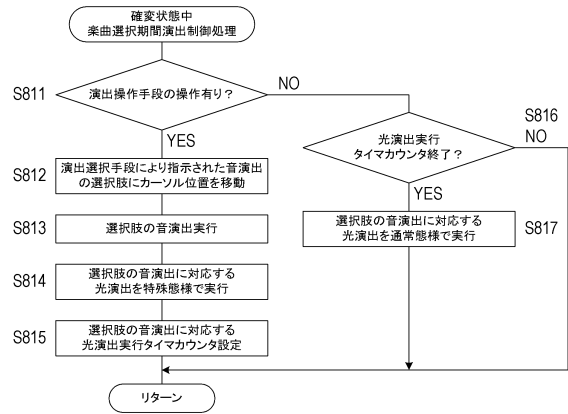 確変状態中
楽曲選択期間演出制御処理
S811
演出操作手段の操作有り？
NO
YES
S812
演出選択手段により指示された音演出
の選択肢にカーソル位置を移動
S813
選択肢の音演出実行
S814
選択肢の音演出に対応する
光演出を特殊態様で実行
S815
選択肢の音演出に対応する
光演出実行タイマカウンタ設定
S816
光演出実行
タイマカウンタ終了？
NO
YES
選択肢の音演出に対応する
光演出を通常態様で実行
S817
リターン